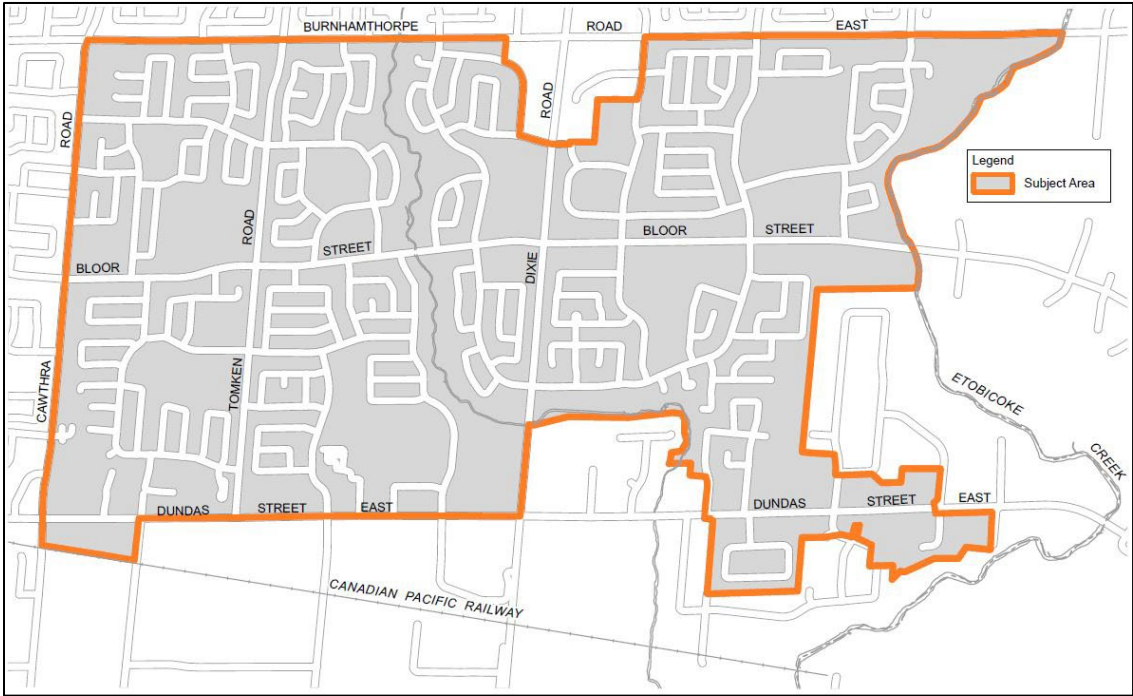 BURNHAMTHORPE ROAD EAST
ROAD
ROAD
Legend
Subject Area
ROAD
BLOOR STREET
STREET
BLOOR
DIXIE
CAWTHRA
TOMKEN
ETOBICOKE
CREEK
DUNDAS STREET EAST
DUNDAS STREET EAST
CANADIAN PACIFIC RAILWAY